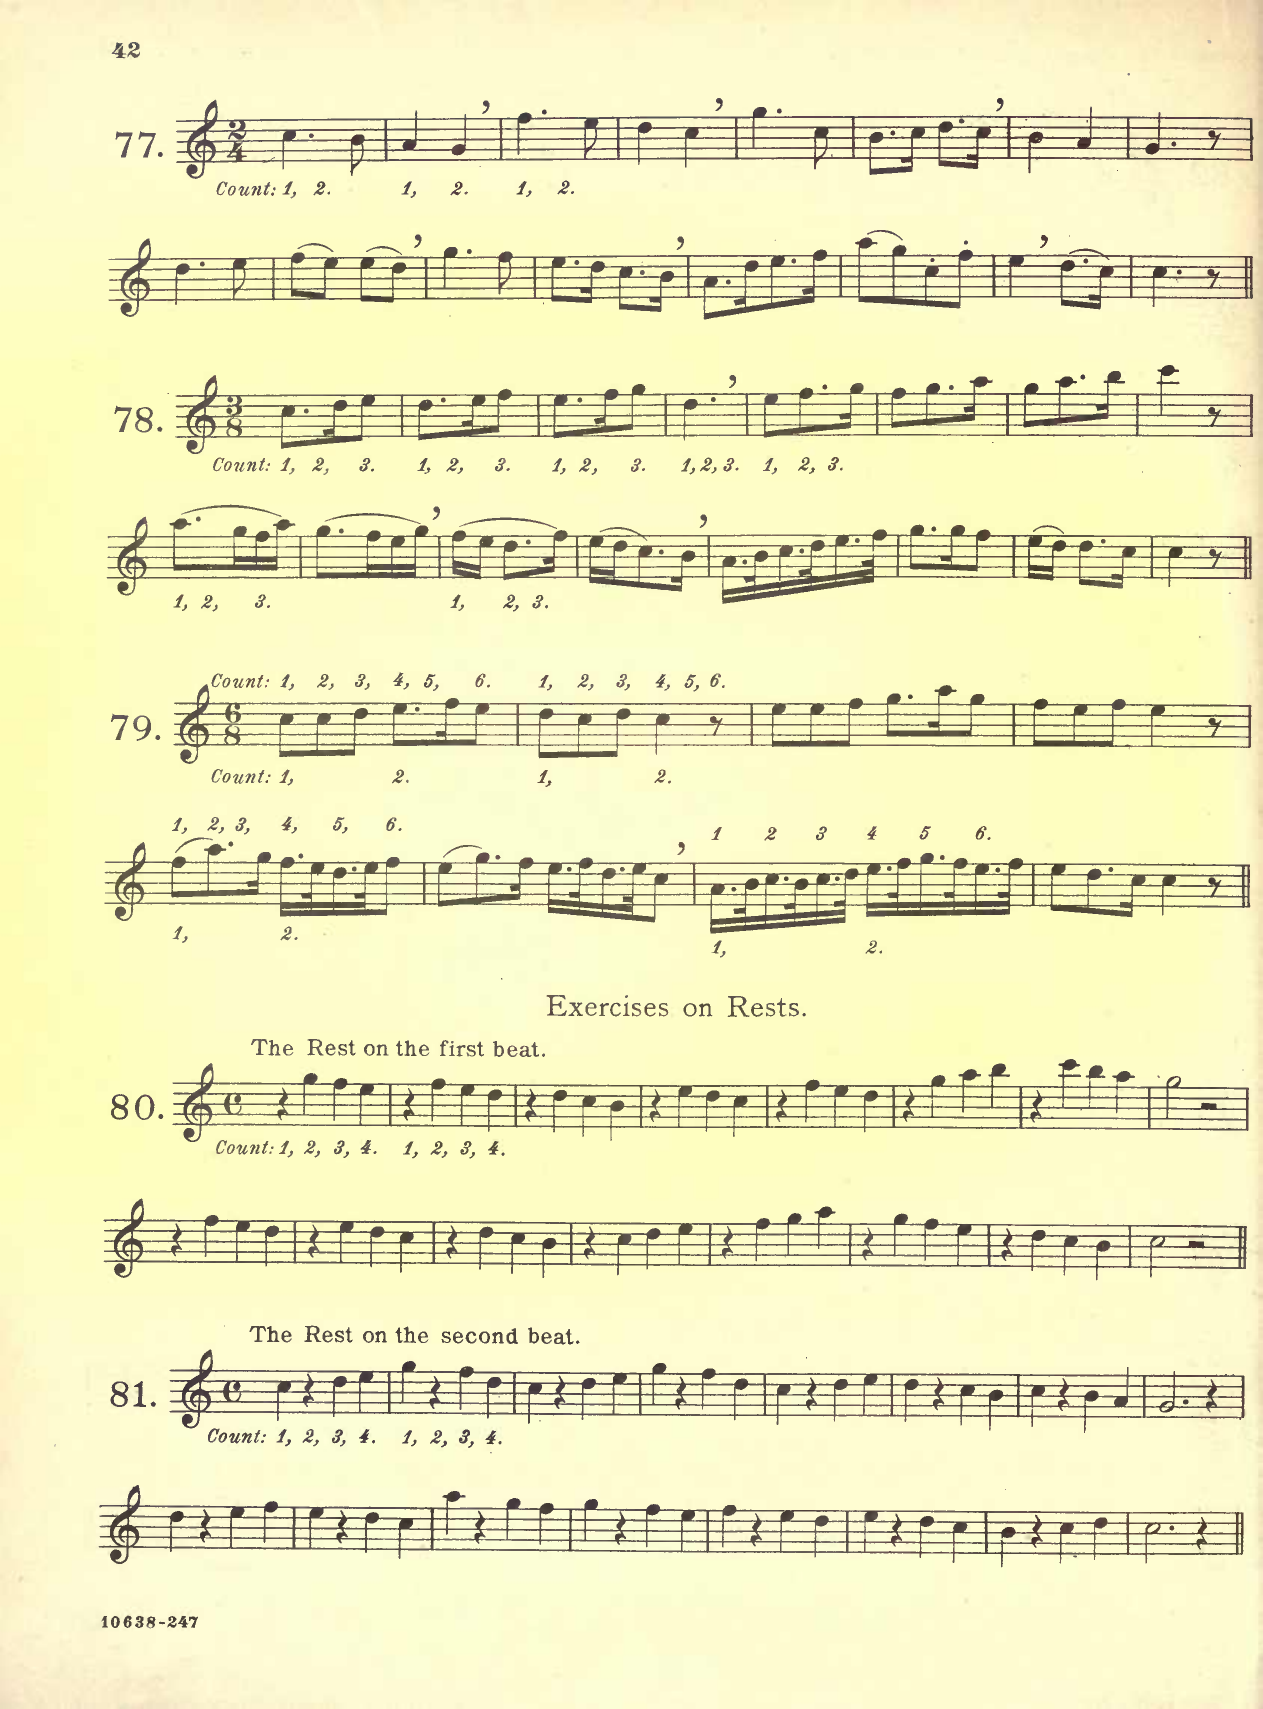 42
77.
2
4
Count: 1, 2. 1, 2. 1, 2.
78.
3
8
Count: 1, 2, 3. 1, 2, 3. 1, 2, 3. 1, 2, 3. 1, 2, 3.
1, 2, 3. 1, 2, 3.
Count: 1, 2, 3, 4, 5, 6. 1, 2, 3, 4, 5, 6.
79.
6
8
Count: 1, 2. 1, 2.
1, 2, 3, 4, 5, 6. 1 2 3 4 5 6.
1, 2. 1, 2.
Exercises on Rests.
The Rest on the first beat.
80.
Count: 1, 2, 3, 4. 1, 2, 3, 4.
The Rest on the second beat.
81.
Count: 1, 2, 3, 4. 1, 2, 3, 4.
10638-247